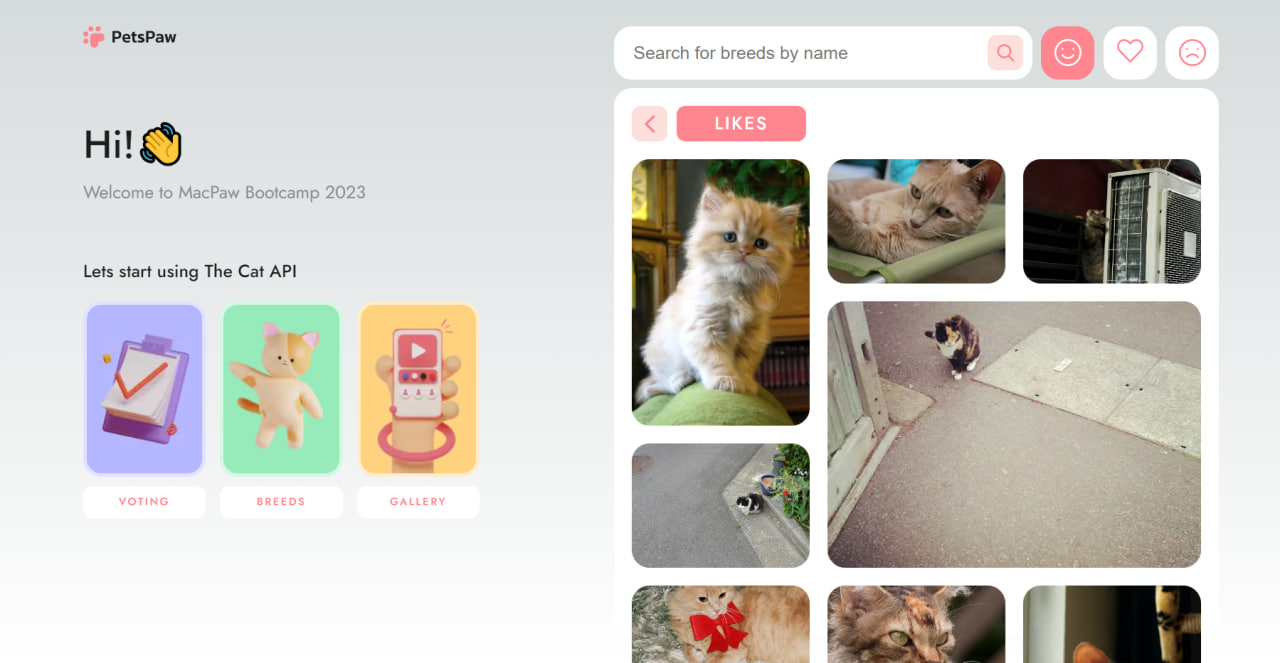 PetsPaw
Hi!👋
Welcome to MacPaw Bootcamp 2023
Lets start using The Cat API
VOTING
BREEDS
GALLERY
Search for breeds by name
LIKES